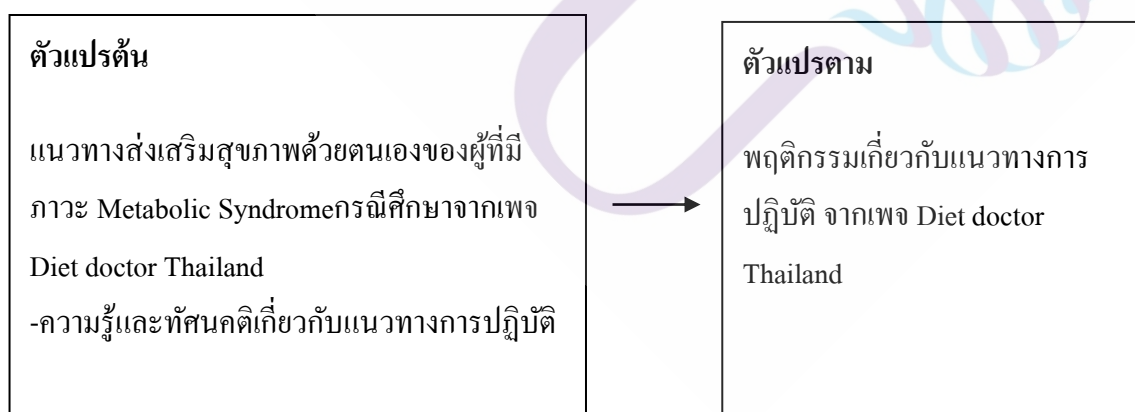 ตัวแปรต้น
แนวทางส่งเสริมสุขภาพด้วยตนเองของผู้ที่มี
ภาวะ Metabolic Syndromeกรณีศึกษาจากเพจ
Diet doctor Thailand
-ความรู้และทัศนคติเกี่ยวกับแนวทางการปฏิบัติ
ตัวแปรตาม
พฤติกรรมเกี่ยวกับแนวทางการ
ปฏิบัติ จากเพจ Diet doctor
Thailand